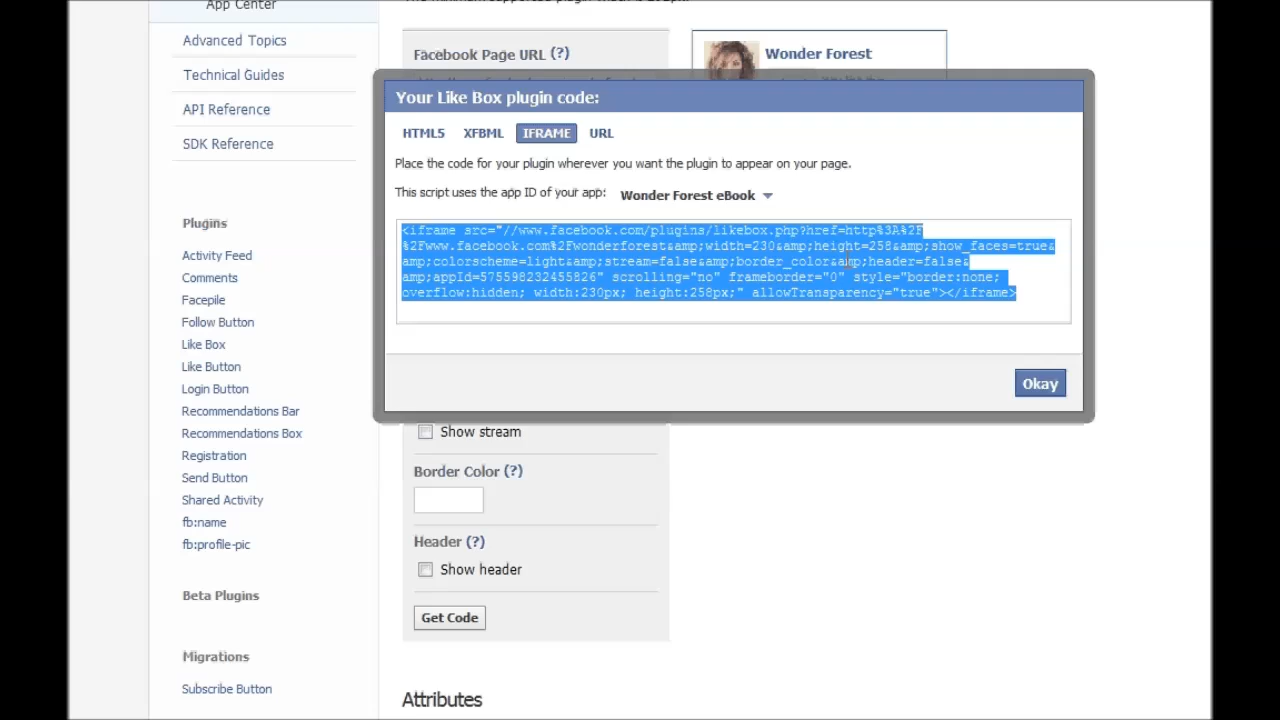 App Center
Advanced Topics
Technical Guides
API Reference
SDK Reference
Plugins
Activity Feed
Comments
Facepile
Follow Button
Like Box
Like Button
Login Button
Recommendations Bar
Recommendations Box
Registration
Send Button
Shared Activity
fb:name
fb:profile-pic
Beta Plugins
Migrations
Subscribe Button
Facebook Page URL (?)
Wonder Forest
Your Like Box plugin code:
HTML5 XFBML IFRAME URL
Place the code for your plugin wherever you want the plugin to appear on your page.
This script uses the app ID of your app: Wonder Forest eBook
<iframe src="//www.facebook.com/plugins/likebox.php?href=http%3A%2F
%2Fwww.facebook.com%2Fwonderforest&amp;width=230&amp;height=258&amp;show_faces=true&
amp;colorscheme=light&amp;stream=false&amp;border_color&amp;header=false&
amp;appId=575598232455826" scrolling="no" frameborder="0" style="border:none;
overflow:hidden; width:230px; height:258px;" allowTransparency="true"></iframe>
Okay
Show stream
Border Color (?)
Header (?)
Show header
Get Code
Attributes